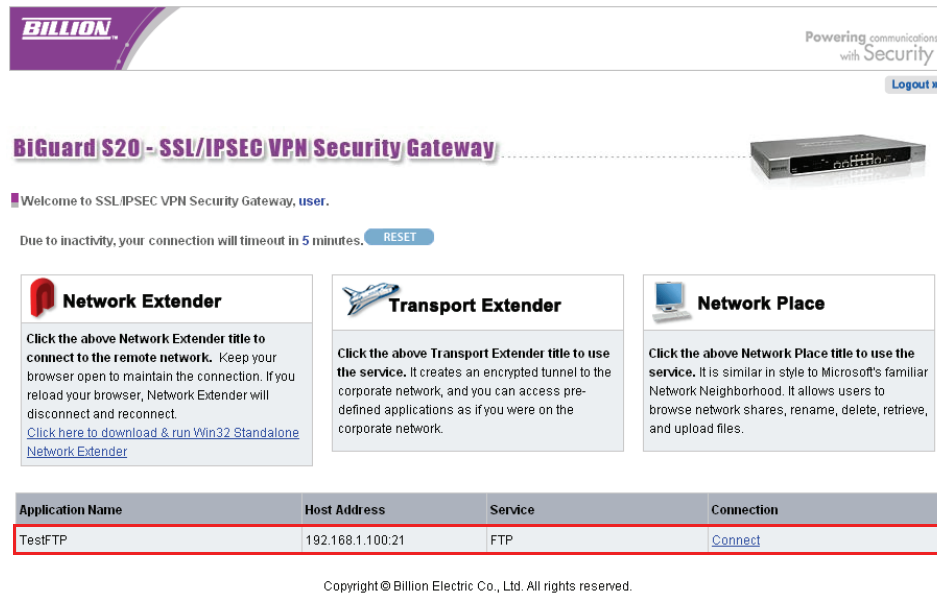 BILLION TM
Powering communications
with Security
Logout »
BiGuard S20 - SSL/IPSEC VPN Security Gateway
Welcome to SSL/IPSEC VPN Security Gateway, user.
Due to inactivity, your connection will timeout in 5 minutes. RESET
Network Extender
Click the above Network Extender title to
connect to the remote network. Keep your
browser open to maintain the connection. If you
reload your browser, Network Extender will
disconnect and reconnect.
Click here to download & run Win32 Standalone
Network Extender
Transport Extender
Click the above Transport Extender title to use
the service. It creates an encrypted tunnel to the
corporate network, and you can access pre-
defined applications as if you were on the
corporate network.
Network Place
Click the above Network Place title to use the
service. It is similar in style to Microsoft's familiar
Network Neighborhood. It allows users to
browse network shares, rename, delete, retrieve,
and upload files.
Application Name Host Address Service Connection
TestFTP 192.168.1.100:21 FTP Connect
Copyright © Billion Electric Co., Ltd. All rights reserved.